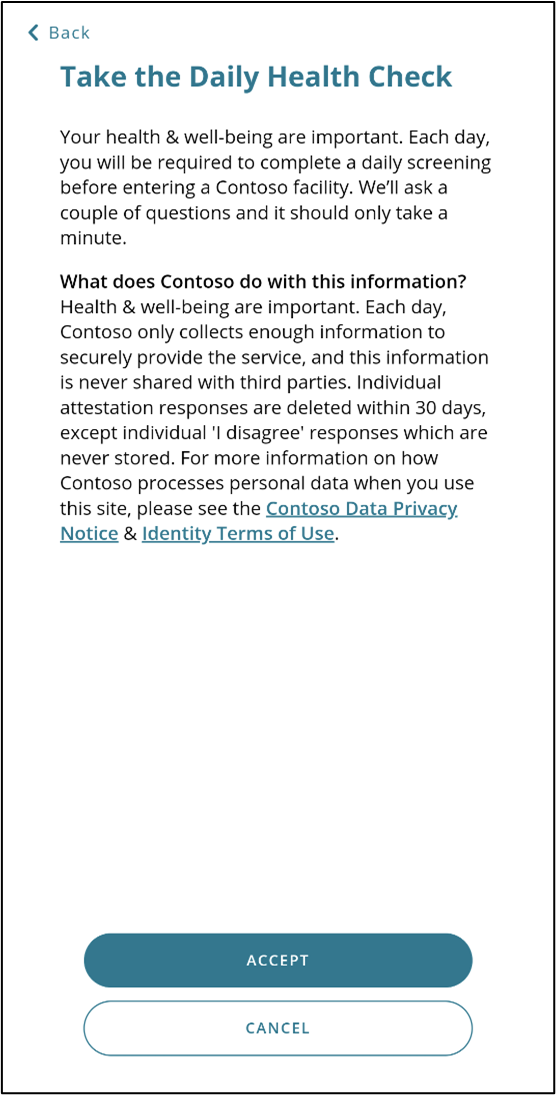 Back
Take the Daily Health Check
Your health & well-being are important. Each day,
you will be required to complete a daily screening
before entering a Contoso facility. We’ll ask a
couple of questions and it should only take a
minute.
What does Contoso do with this information?
Health & well-being are important. Each day,
Contoso only collects enough information to
securely provide the service, and this information
is never shared with third parties. Individual
attestation responses are deleted within 30 days,
except individual 'I disagree' responses which are
never stored. For more information on how
Contoso processes personal data when you use
this site, please see the Contoso Data Privacy
Notice & Identity Terms of Use.
ACCEPT
CANCEL